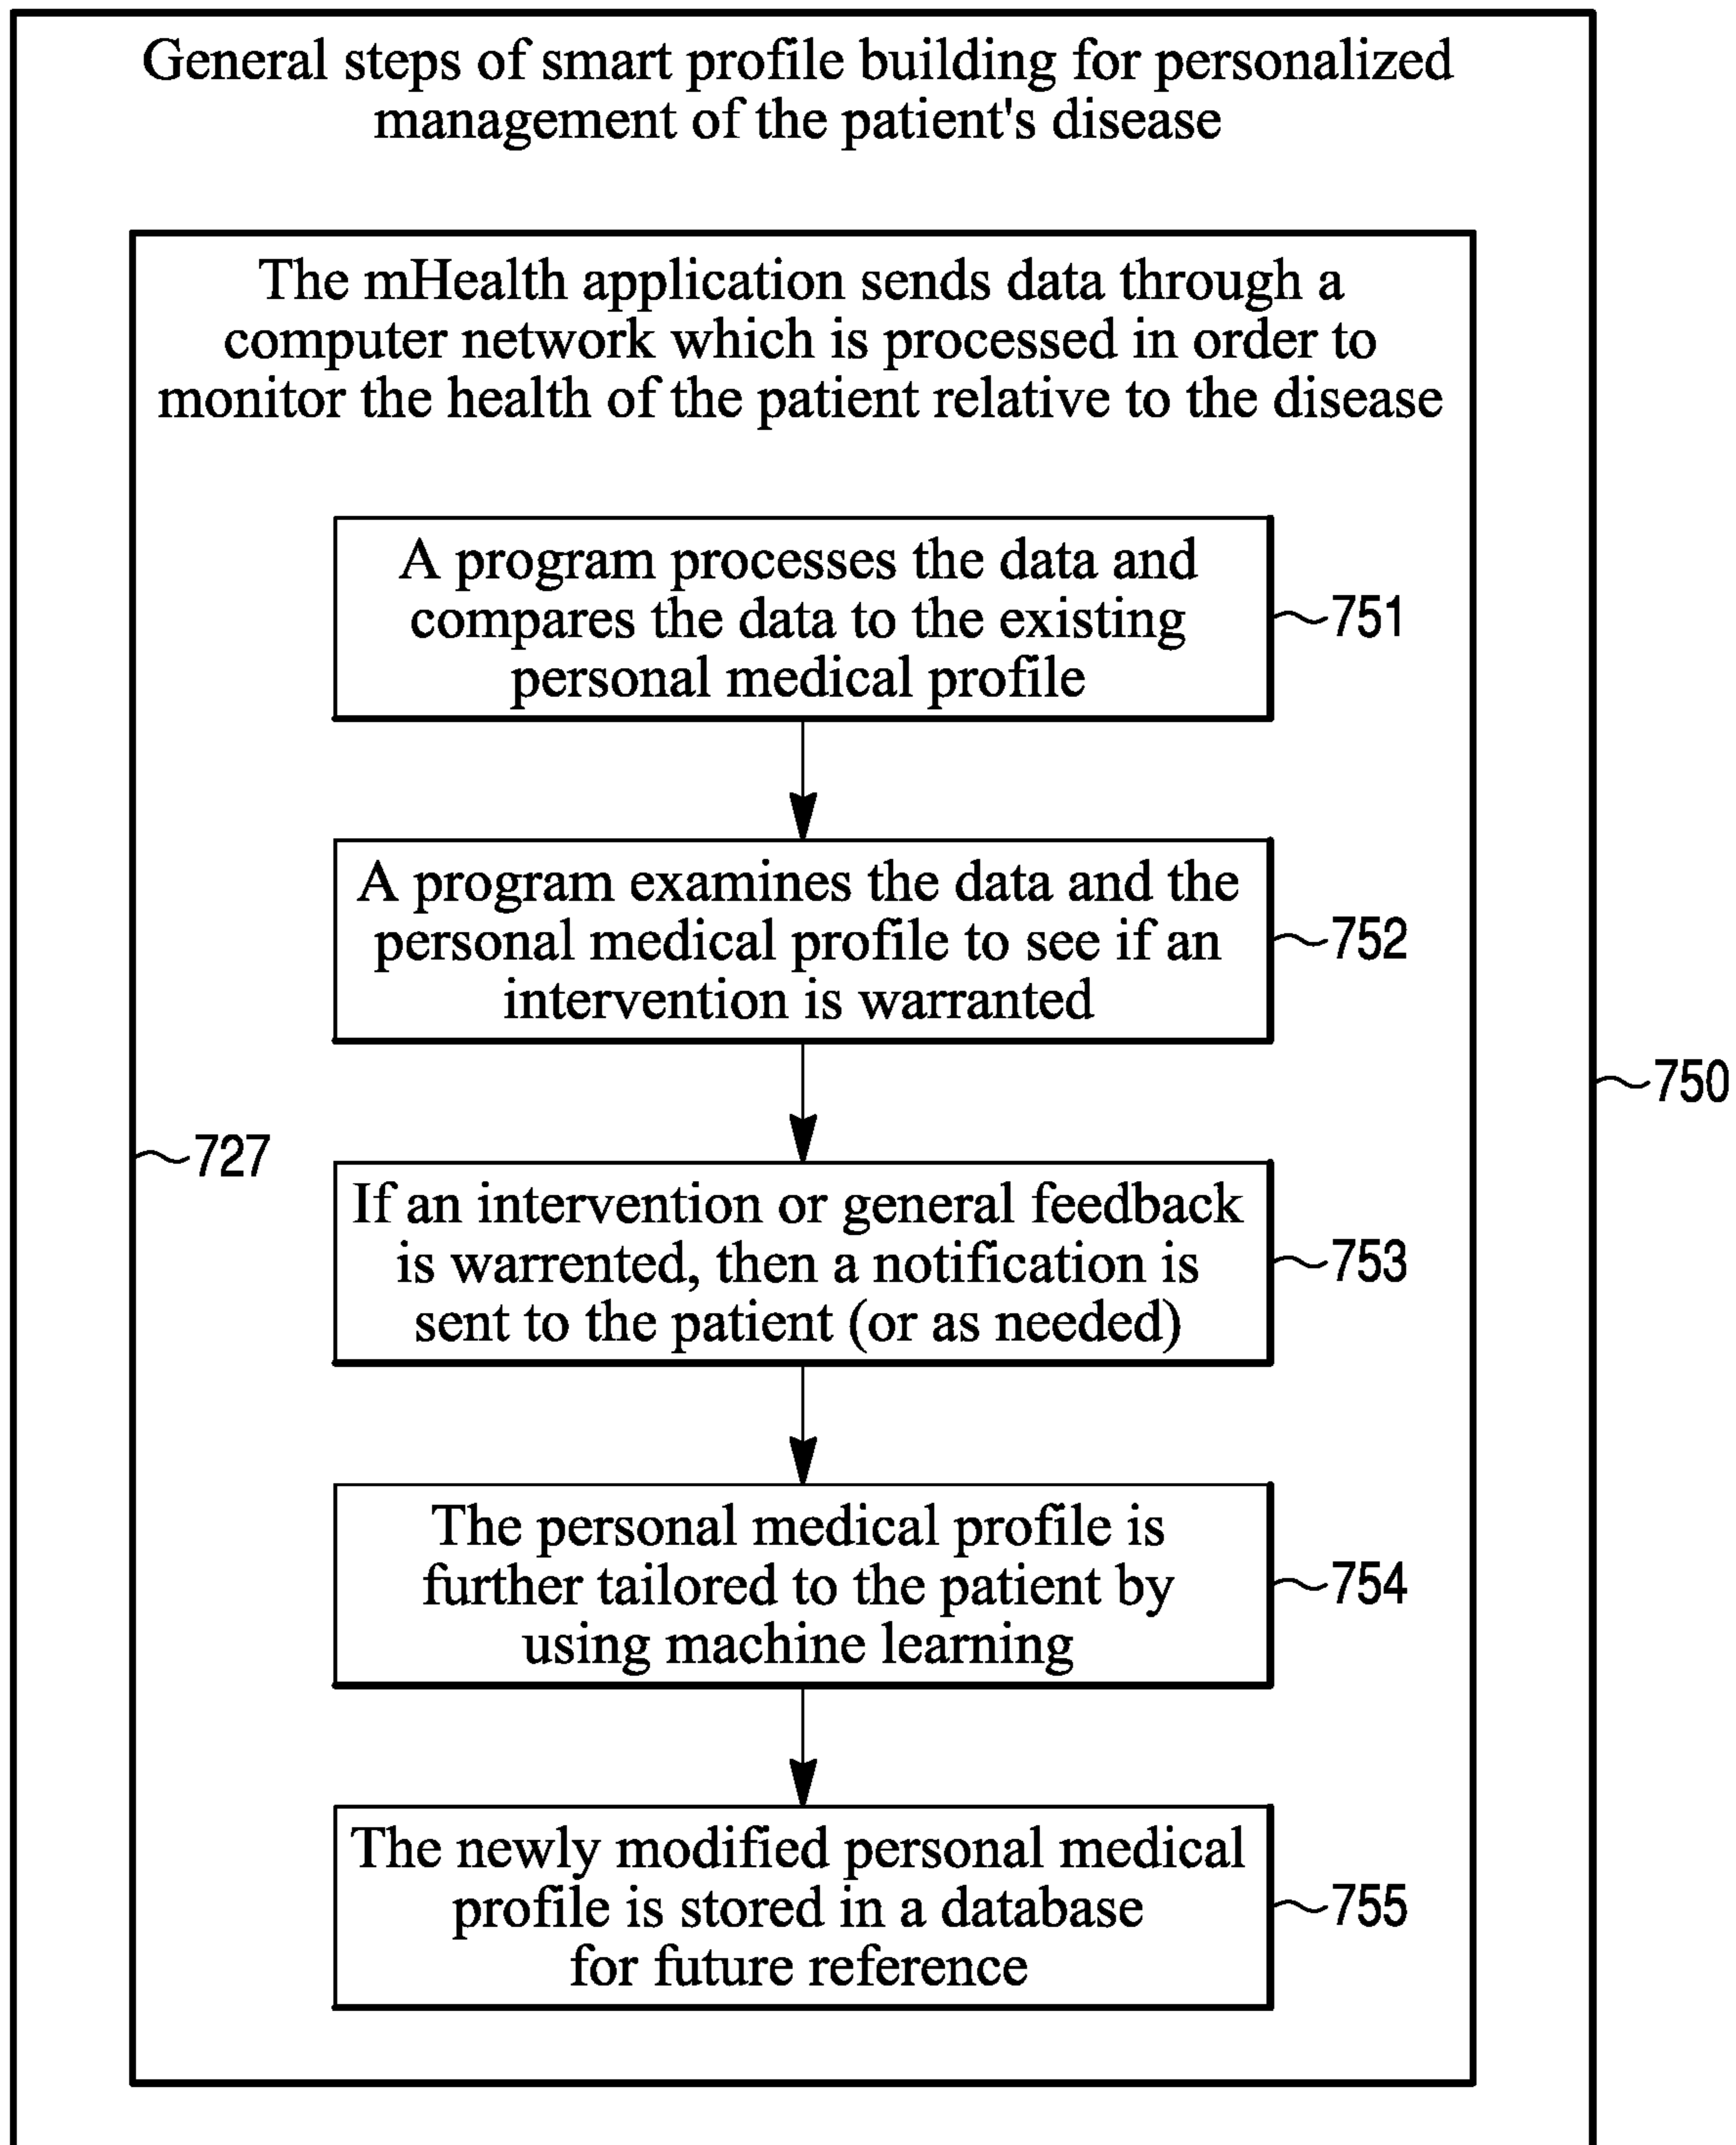 General steps of smart profile building for personalized
management of the patient's disease
The mHealth application sends data through a
computer network which is processed in order to
monitor the health of the patient relative to the disease
A program processes the data and
compares the data to the existing
personal medical profile
751
A program examines the data and the
personal medical profile to see if an
intervention is warranted
752
750
727
If an intervention or general feedback
is warrented, then a notification is
sent to the patient (or as needed)
753
The personal medical profile is
further tailored to the patient by
using machine learning
754
The newly modified personal medical
profile is stored in a database
for future reference
755